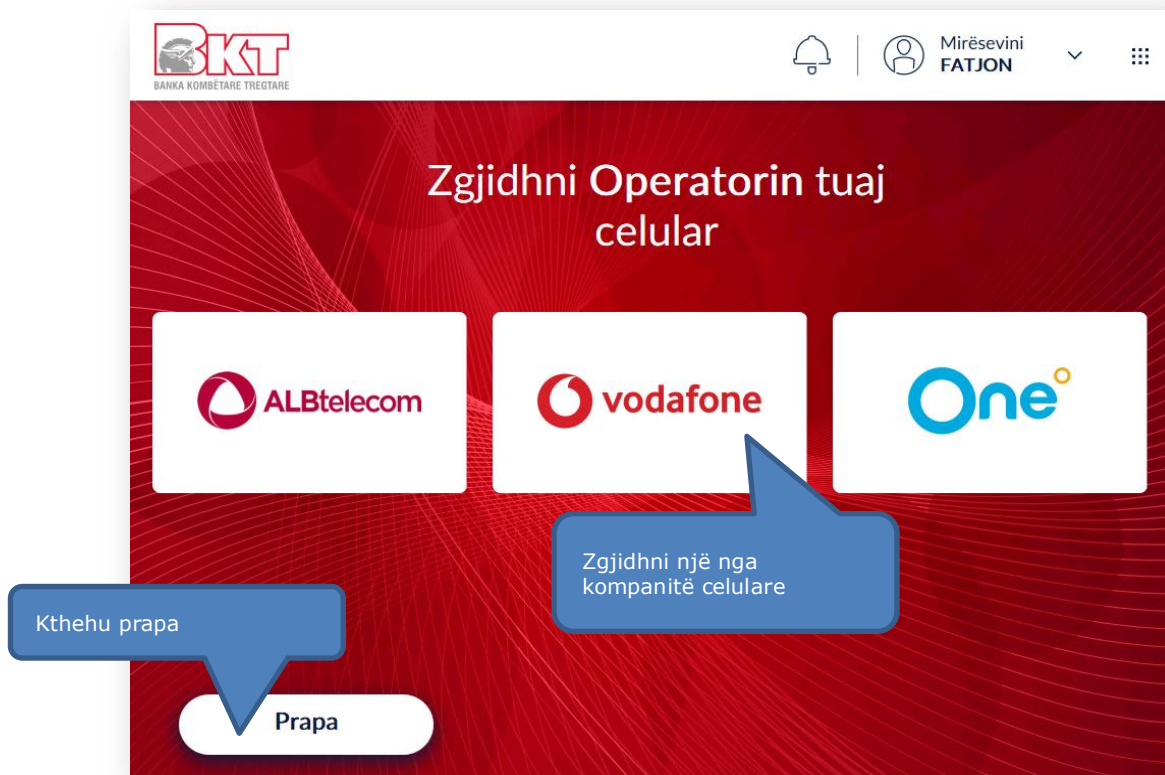 BKT
BANKA KOMBËTARE TREGTARE
Mirësevini
FATJON
Zgjidhni Operatorin tuaj
celular
ALBtelecom
vodafone
One
Zgjidhni një nga
kompanitë celulare
Kthehu prapa
Prapa